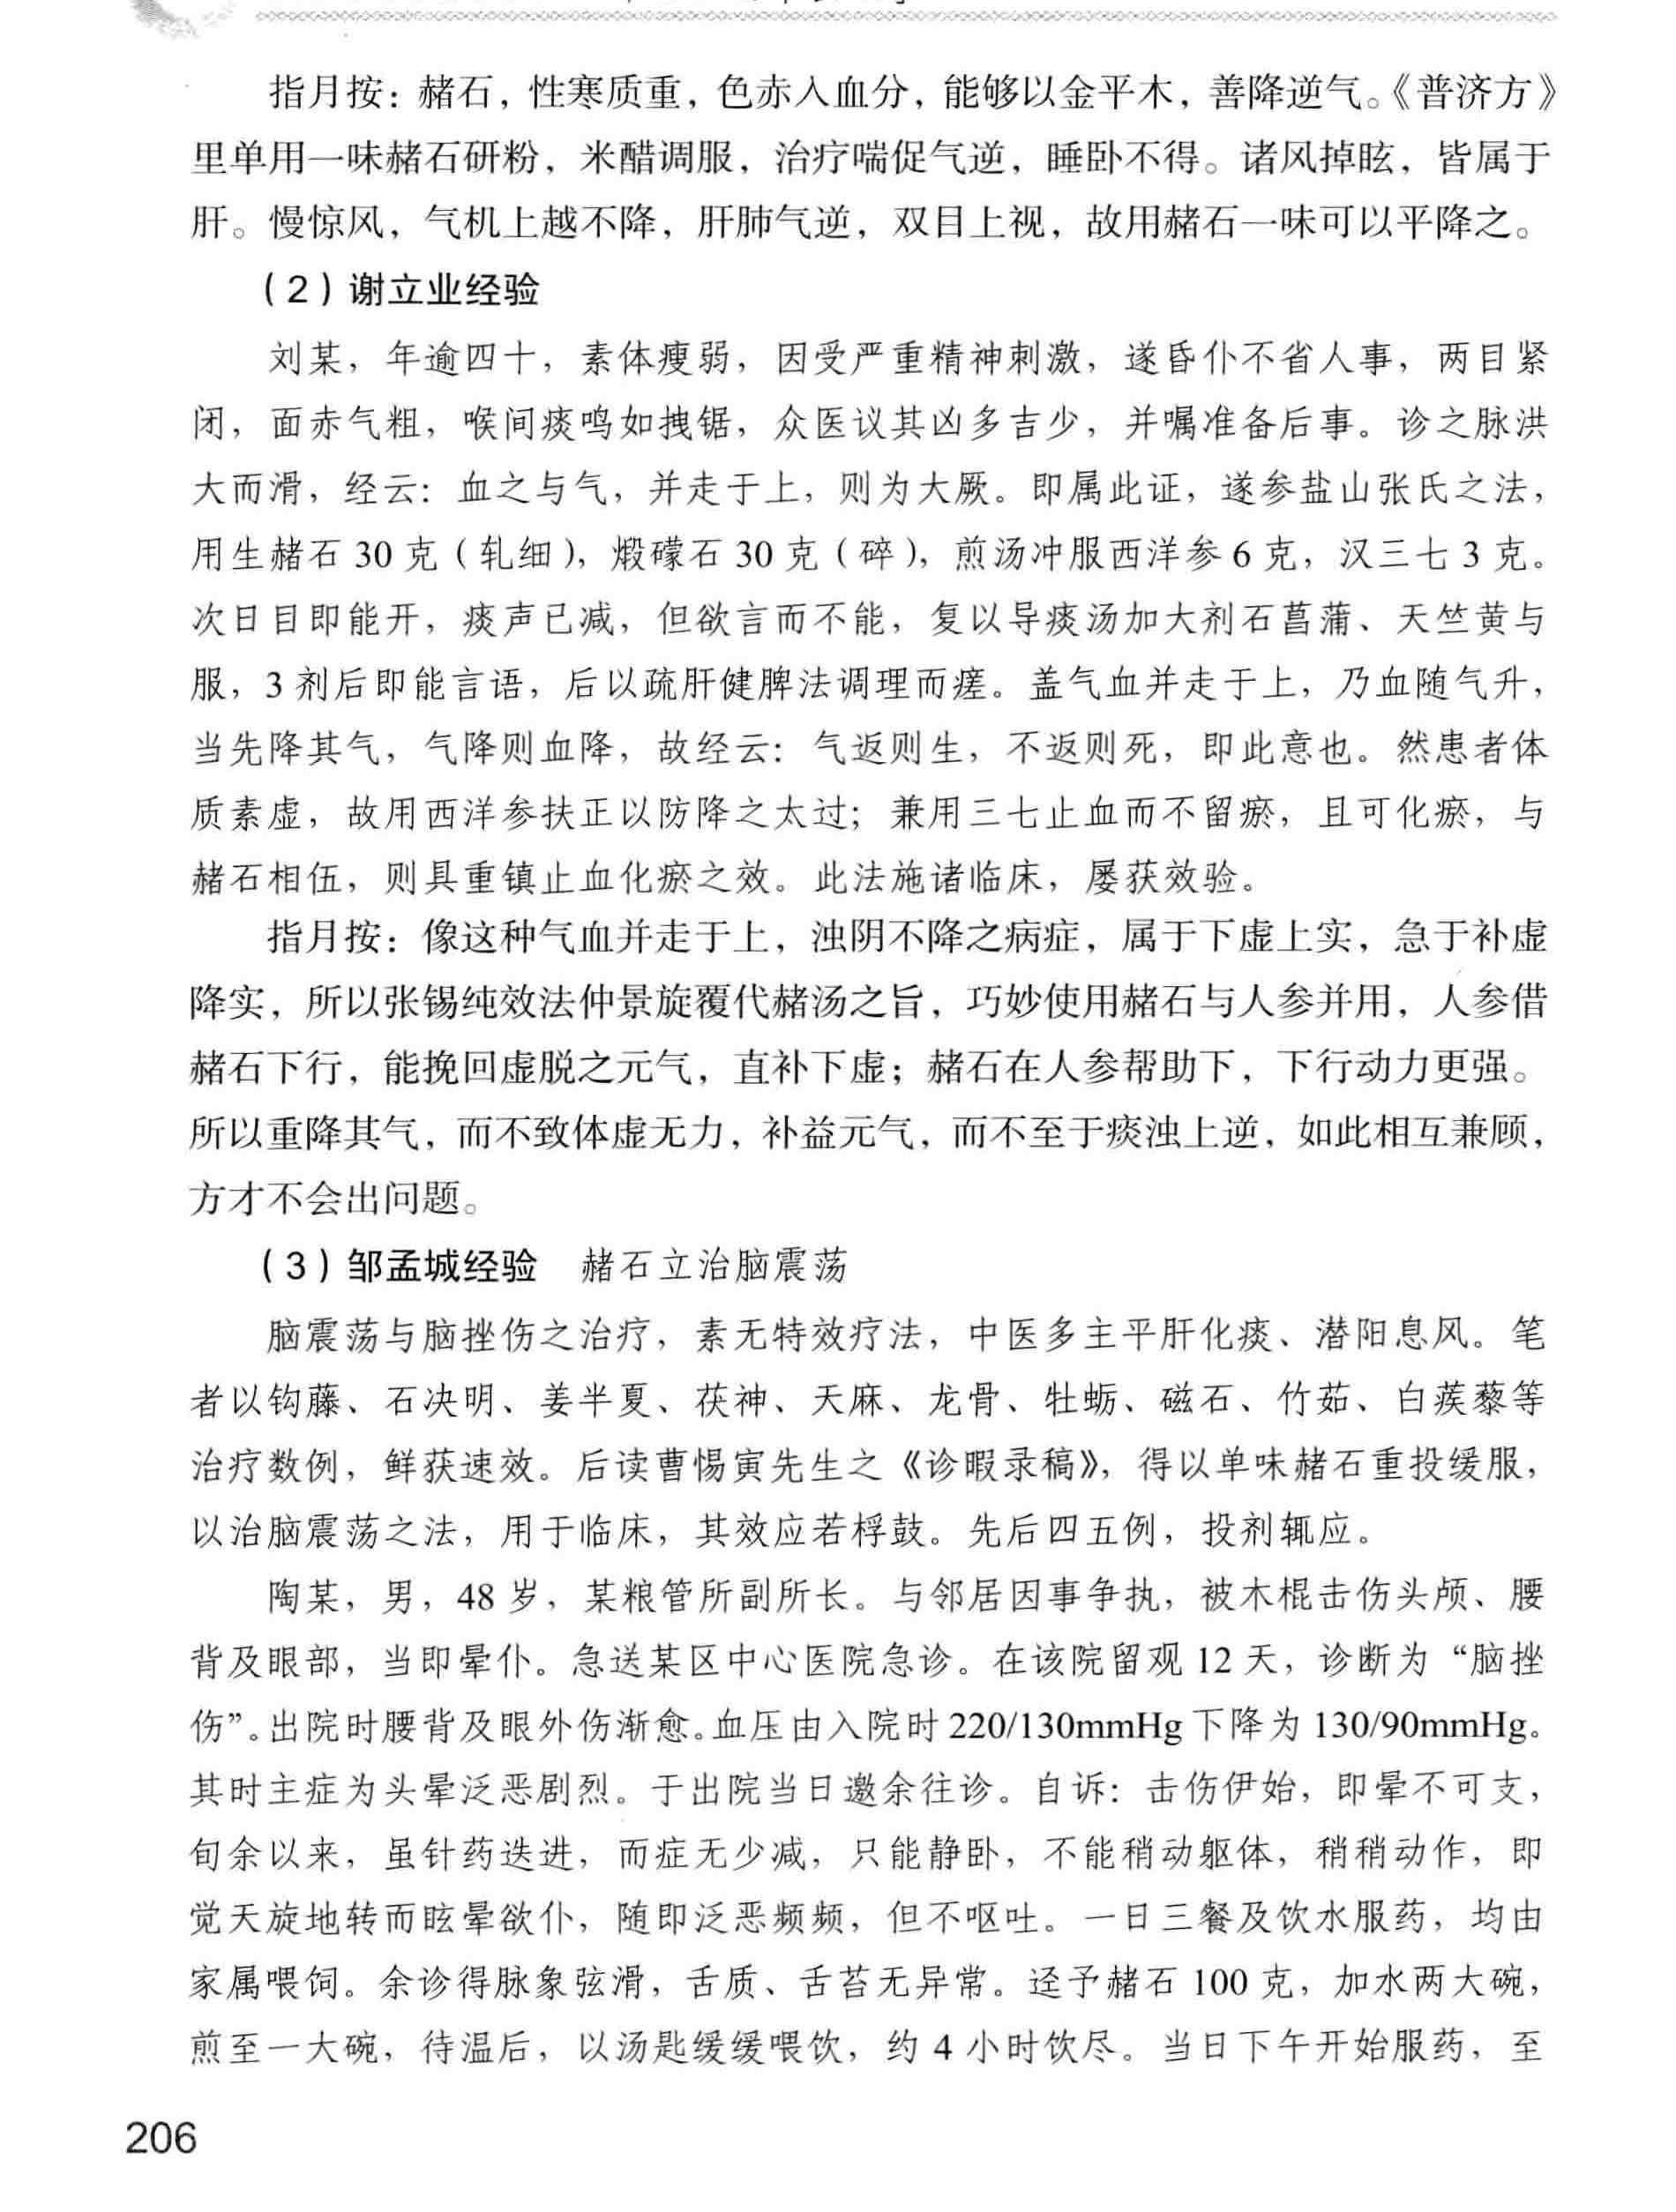 指月按：赭石，性寒质重，色赤入血分，能够以金平木，善降逆气。《普济方》
里单用一味赭石研粉，米醋调服，治疗喘促气逆，睡卧不得。诸风掉眩，皆属于
肝。慢惊风，气机上越不降，肝肺气逆，双目上视，故用赭石一味可以平降之。
（2）谢立业经验
刘某，年逾四十，素体瘦弱，因受严重精神刺激，遂昏仆不省人事，两目紧
闭，面赤气粗，喉间痰鸣如拽锯，众医议其凶多吉少，并嘱准备后事。诊之脉洪
大而滑，经云：血之与气，并走于上，则为大厥。即属此证，遂参盐山张氏之法，
用生赭石 30 克（轧细），煅礞石 30 克（碎），煎汤冲服西洋参 6 克，汉三七 3 克。
次日目即能开，痰声已减，但欲言而不能，复以导痰汤加大剂石菖蒲、天竺黄与
服，3 剂后即能言语，后以疏肝健脾法调理而瘥。盖气血并走于上，乃血随气升，
当先降其气，气降则血降，故经云：气返则生，不返则死，即此意也。然患者体
质素虚，故用西洋参扶正以防降之太过；兼用三七止血而不留瘀，且可化瘀，与
赭石相伍，则具重镇止血化瘀之效。此法施诸临床，屡获效验。
指月按：像这种气血并走于上，浊阴不降之病症，属于下虚上实，急于补虚
降实，所以张锡纯效法仲景旋覆代赭汤之旨，巧妙使用赭石与人参并用，人参借
赭石下行，能挽回虚脱之元气，直补下虚；赭石在人参帮助下，下行动力更强。
所以重降其气，而不致体虚无力，补益元气，而不至于痰浊上逆，如此相互兼顾，
方才不会出问题。
（3）邹孟城经验 赭石立治脑震荡
脑震荡与脑挫伤之治疗，素无特效疗法，中医多主平肝化痰、潜阳息风。笔
者以钩藤、石决明、姜半夏、茯神、天麻、龙骨、牡蛎、磁石、竹茹、白蒺藜等
治疗数例，鲜获速效。后读曹惕寅先生之《诊暇录稿》，得以单味赭石重投缓服，
以治脑震荡之法，用于临床，其效应若桴鼓。先后四五例，投剂辄应。
陶某，男，48 岁，某粮管所副所长。与邻居因事争执，被木棍击伤头颅、腰
背及眼部，当即晕仆。急送某区中心医院急诊。在该院留观 12 天，诊断为“脑挫
伤”。出院时腰背及眼外伤渐愈。血压由入院时 220/130mmHg 下降为 130/90mmHg。
其时主症为头晕泛恶剧烈。于出院当日邀余往诊。自诉：击伤伊始，即晕不可支，
旬余以来，虽针药迭进，而症无少减，只能静卧，不能稍动躯体，稍稍动作，即
觉天旋地转而眩晕欲仆，随即泛恶频频，但不呕吐。一日三餐及饮水服药，均由
家属喂饲。余诊得脉象弦滑，舌质、舌苔无异常。迳予赭石 100 克，加水两大碗，
煎至一大碗，待温后，以汤匙缓缓喂饮，约 4 小时饮尽。当日下午开始服药，至
206